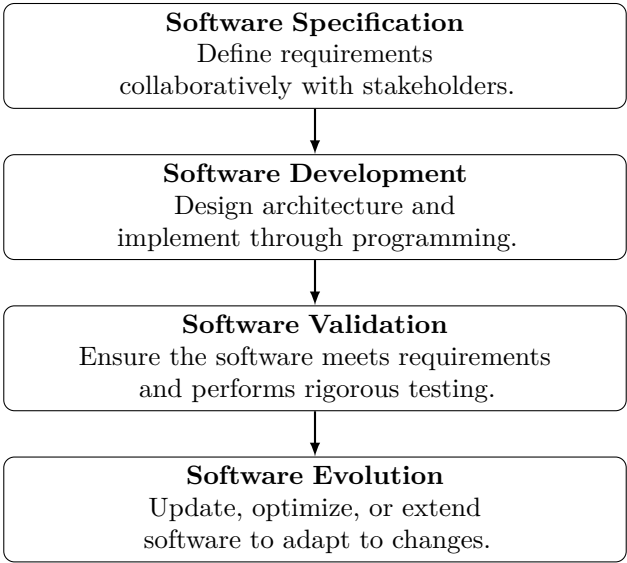 Software Specification
Define requirements
collaboratively with stakeholders.
Software Development
Design architecture and
implement through programming.
Software Validation
Ensure the software meets requirements
and performs rigorous testing.
Software Evolution
Update, optimize, or extend
software to adapt to changes.